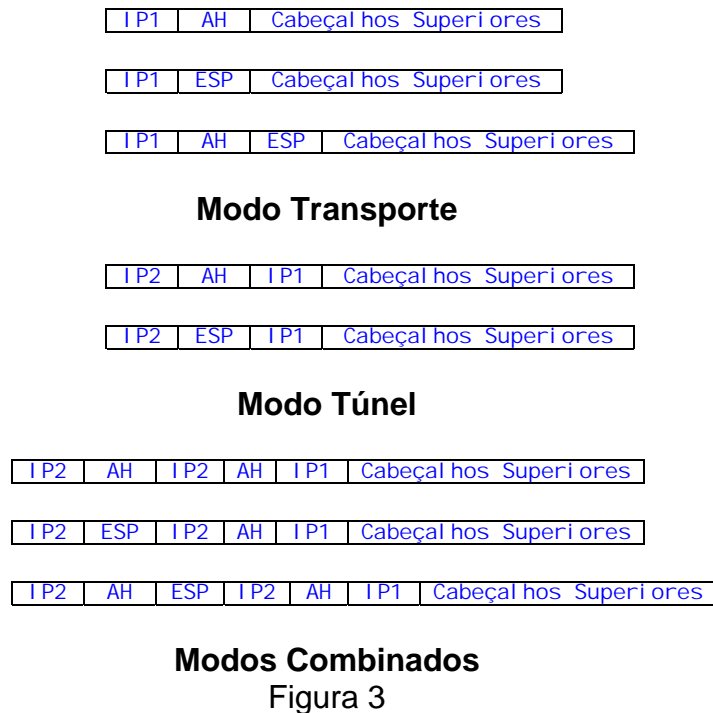 IP1 AH Cabeçalhos Superiores
IP1 ESP Cabeçalhos Superiores
IP1 AH ESP Cabeçalhos Superiores
Modo Transporte
IP2 AH IP1 Cabeçalhos Superiores
IP2 ESP IP1 Cabeçalhos Superiores
Modo Túnel
IP2 AH IP2 AH IP1 Cabeçalhos Superiores
IP2 ESP IP2 AH IP1 Cabeçalhos Superiores
IP2 AH ESP IP2 AH IP1 Cabeçalhos Superiores
Modos Combinados
Figura 3